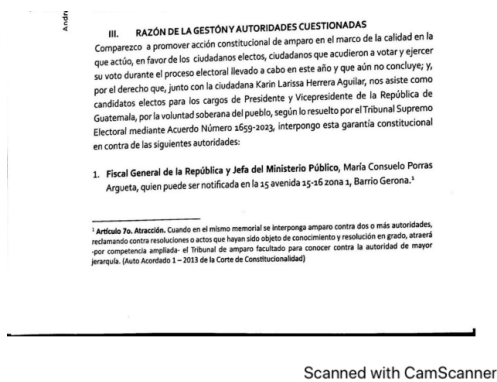 Andri
III. RAZÓN DE LA GESTÓN Y AUTORIDADES CUESTIONADAS
Comparezco a promover acción constitucional de amparo en el marco de la calidad en la
que actúo, en favor de los ciudadanos electos, ciudadanos que acudieron a votar y ejercer
su voto durante el proceso electoral llevado a cabo en este año y que aún no concluye; y,
por el derecho que, junto con la ciudadana Karin Larissa Herrera Aguilar, nos asiste como
candidatos electos para los cargos de Presidente y Vicepresidente de la República de
Guatemala, por la voluntad soberana del pueblo, según lo resuelto por el Tribunal Supremo
Electoral mediante Acuerdo Número 1659-2023, interpongo esta garantía constitucional
en contra de las siguientes autoridades:
1. Fiscal General de la República y Jefa del Ministerio Público, María Consuelo Porras
Argueta, quien puede ser notificada en la 15 avenida 15-16 zona 1, Barrio Gerona.¹
¹ Artículo 7o. Atracción. Cuando en el mismo memorial se interponga amparo contra dos o más autoridades,
reclamando contra resoluciones o actos que hayan sido objeto de conocimiento y resolución en grado, atraerá
-por competencia ampliada- el Tribunal de amparo facultado para conocer contra la autoridad de mayor
jerarquía. (Auto Acordado 1 – 2013 de la Corte de Constitucionalidad)
Scanned with CamScanner